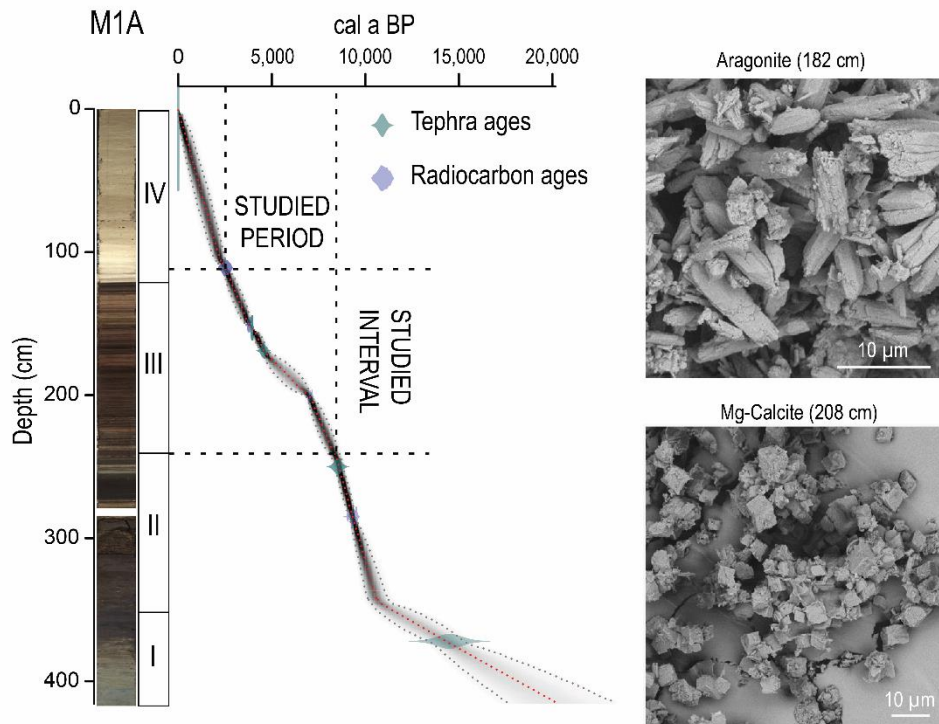 M1A
cal a BP
0
5,000
10,000
15,000
20,000
Tephra ages
Radiocarbon ages
STUDIED
PERIOD
STUDIED
INTERVAL
Depth (cm)
0
100
200
300
400
IV
III
II
I
Aragonite (182 cm)
10 µm
Mg-Calcite (208 cm)
10 µm